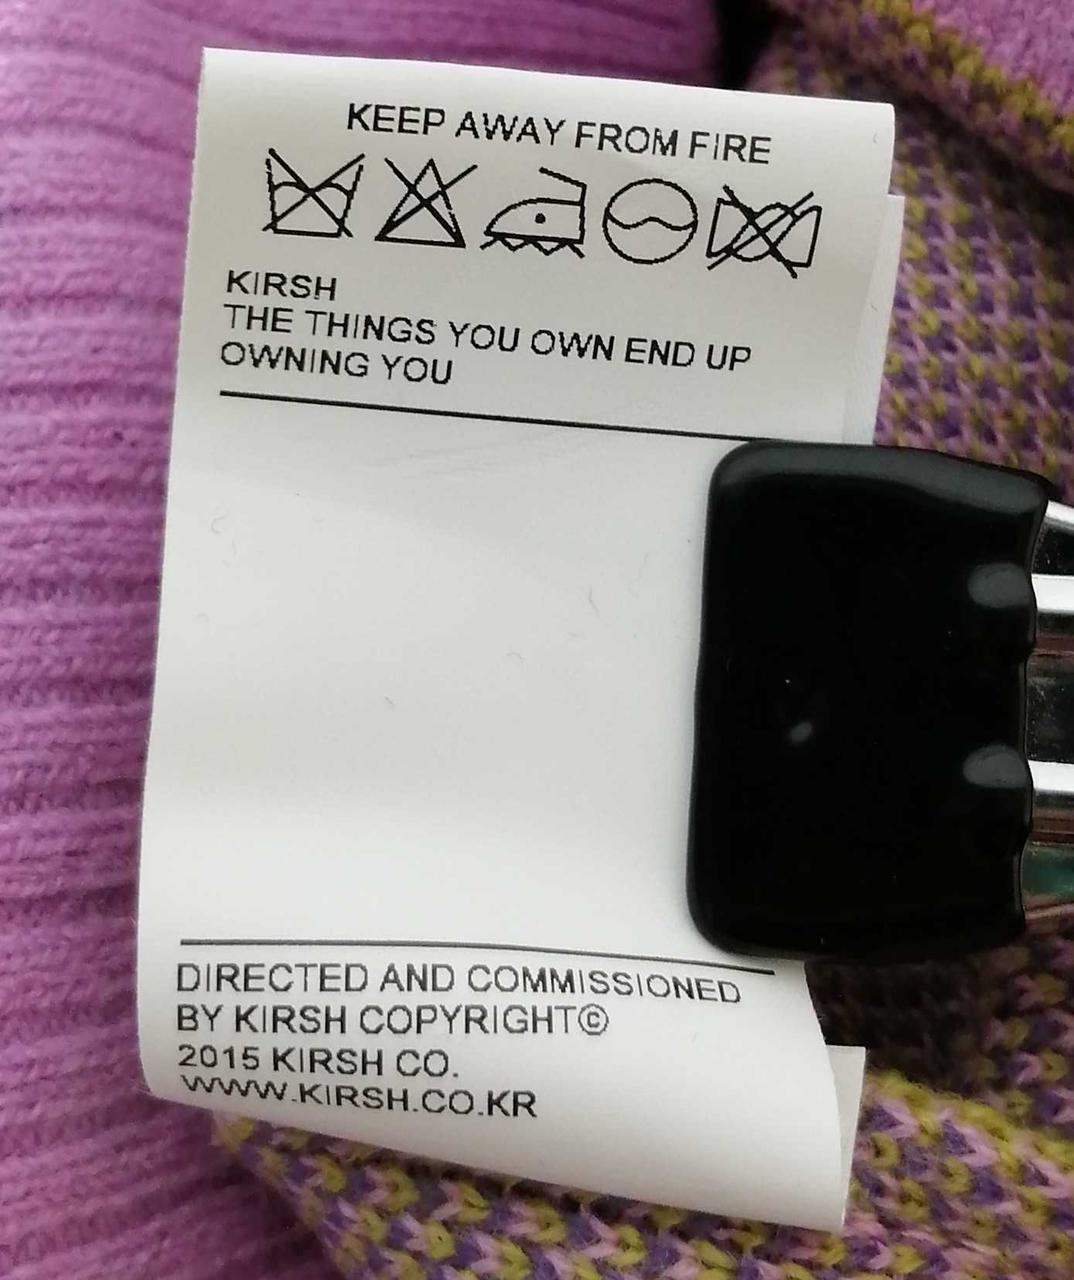 KEEP AWAY FROM FIRE
KIRSH
THE THINGS YOU OWN END UP
OWNING YOU
DIRECTED AND COMMISSIONED
BY KIRSH COPYRIGHT©
2015 KIRSH CO.
WWW.KIRSH.CO.KR